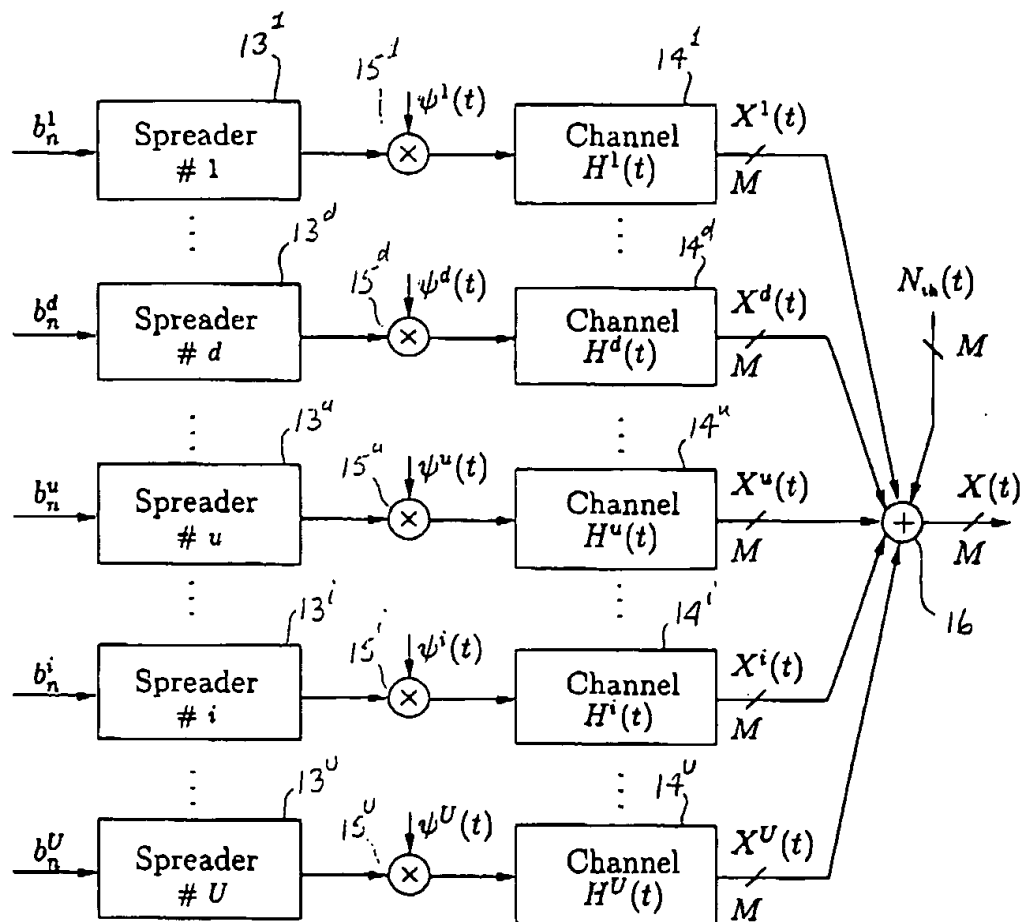 13^1
15^1
14^1
b_n^1
Spreader
# 1
ψ^1(t)
Channel
H^1(t)
X^1(t)
M
13^d
15^d
14^d
b_n^d
Spreader
# d
ψ^d(t)
Channel
H^d(t)
X^d(t)
M
N_th(t)
M
13^u
15^u
14^u
b_n^u
Spreader
# u
ψ^u(t)
Channel
H^u(t)
X^u(t)
M
+
X(t)
M
16
13^i
15^i
14^i
b_n^i
Spreader
# i
ψ^i(t)
Channel
H^i(t)
X^i(t)
M
13^U
15^U
14^U
b_n^U
Spreader
# U
ψ^U(t)
Channel
H^U(t)
X^U(t)
M